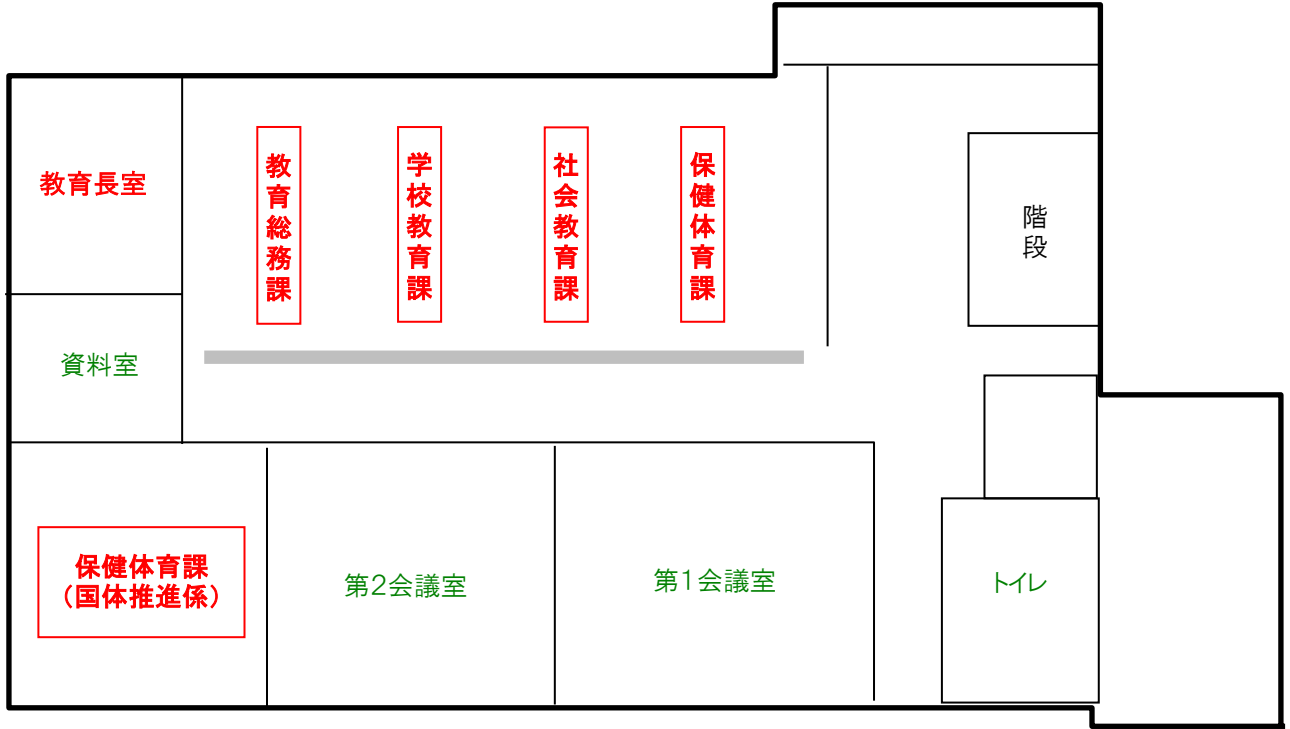 教育長室
教育総務課
学校教育課
社会教育課
保健体育課
階段
資料室
保健体育課
（国体推進係）
第2会議室
第1会議室
トイレ